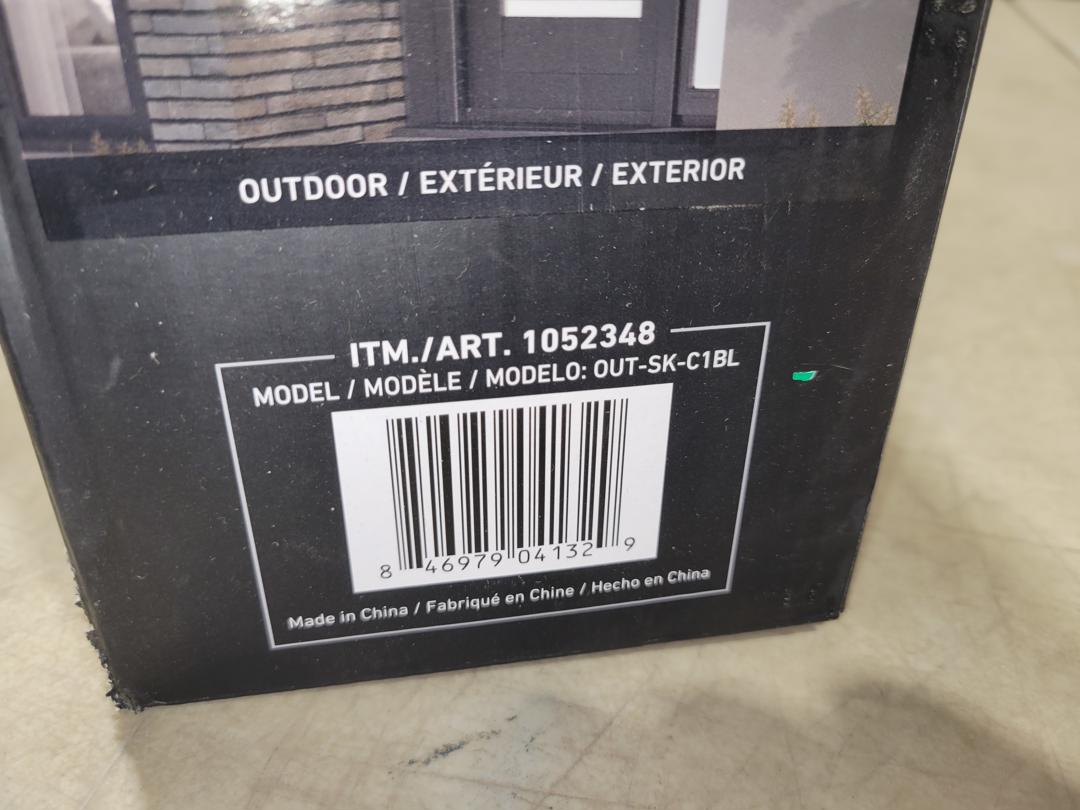 OUTDOOR / EXTÉRIEUR / EXTERIOR
ITM./ART. 1052348
MODEL / MODÈLE / MODELO: OUT-SK-C1BL
8 46979 04132 9
Made in China / Fabriqué en Chine / Hecho en China